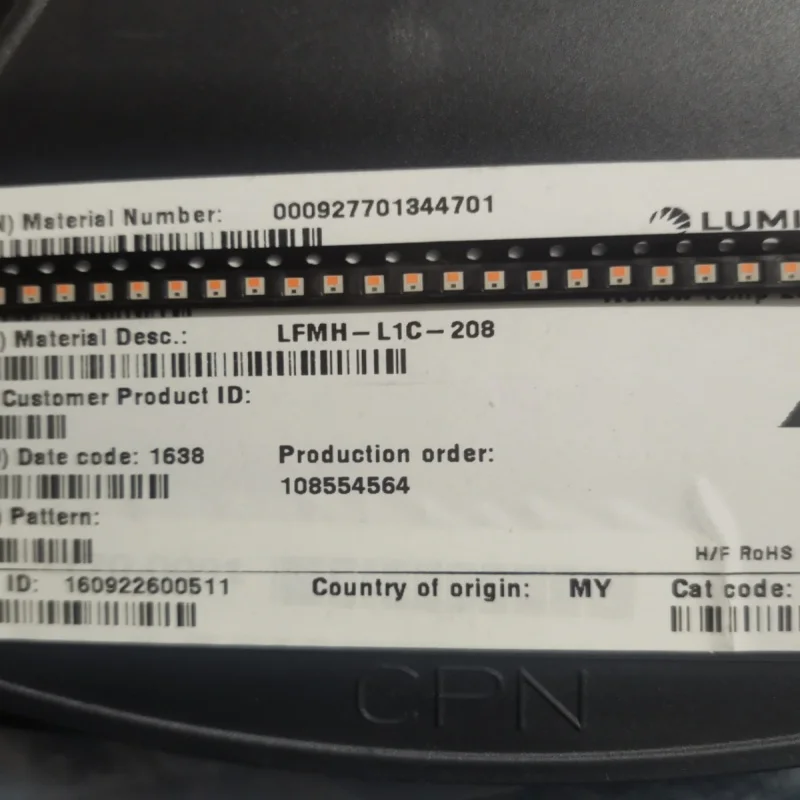 Material Number: 000927701344701
LUMI
Material Desc.: LFMH-L1C-208
Customer Product ID:
Date code: 1638
Production order:
108554564
Pattern:
H/F RoHS
ID: 160922600511
Country of origin: MY
Cat code:
CPN